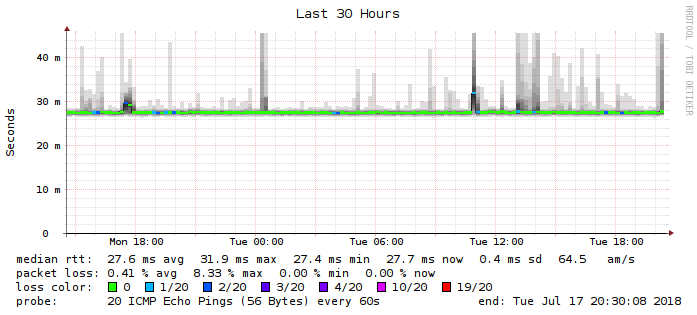 Last 30 Hours
RRDTOOL / TOBI OETIKER
Seconds
40 m
30 m
20 m
10 m
0
Mon 18:00 Tue 00:00 Tue 06:00 Tue 12:00 Tue 18:00
median rtt: 27.6 ms avg 31.9 ms max 27.4 ms min 27.7 ms now 0.4 ms sd 64.5 am/s
packet loss: 0.41 % avg 8.33 % max 0.00 % min 0.00 % now
loss color: 0 1/20 2/20 3/20 4/20 10/20 19/20
probe: 20 ICMP Echo Pings (56 Bytes) every 60s end: Tue Jul 17 20:30:08 2018